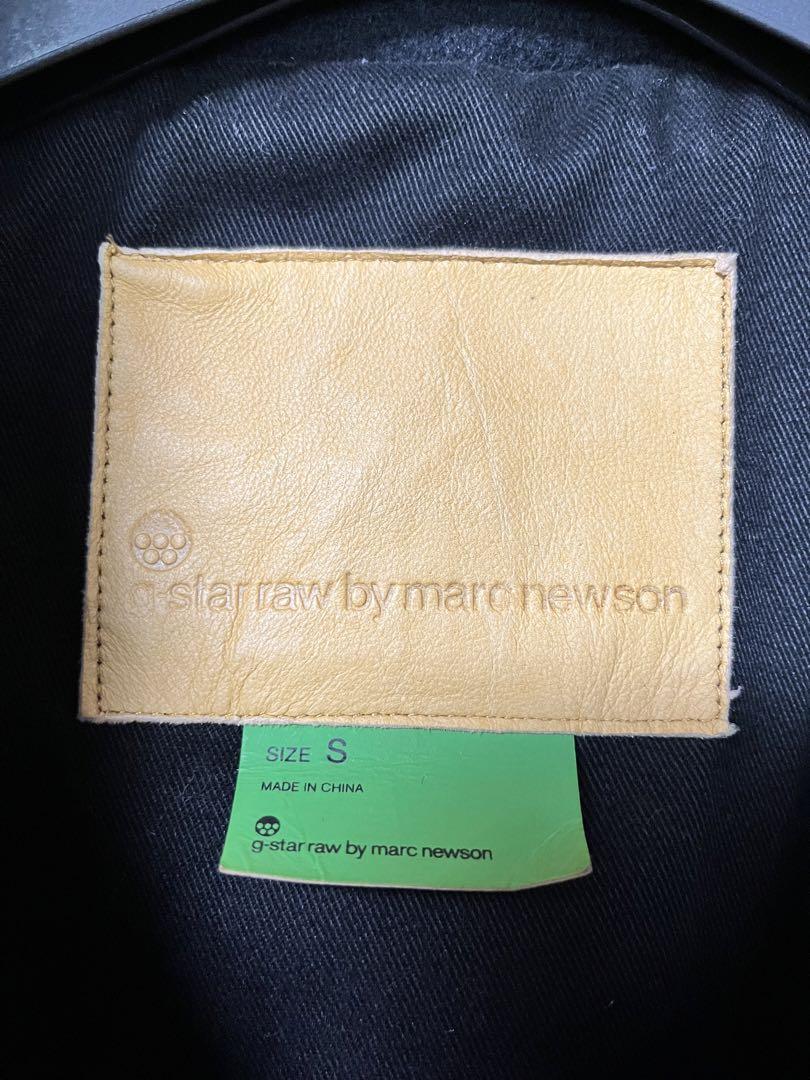 g-star raw by marc newson
SIZE S
MADE IN CHINA
g-star raw by marc newson